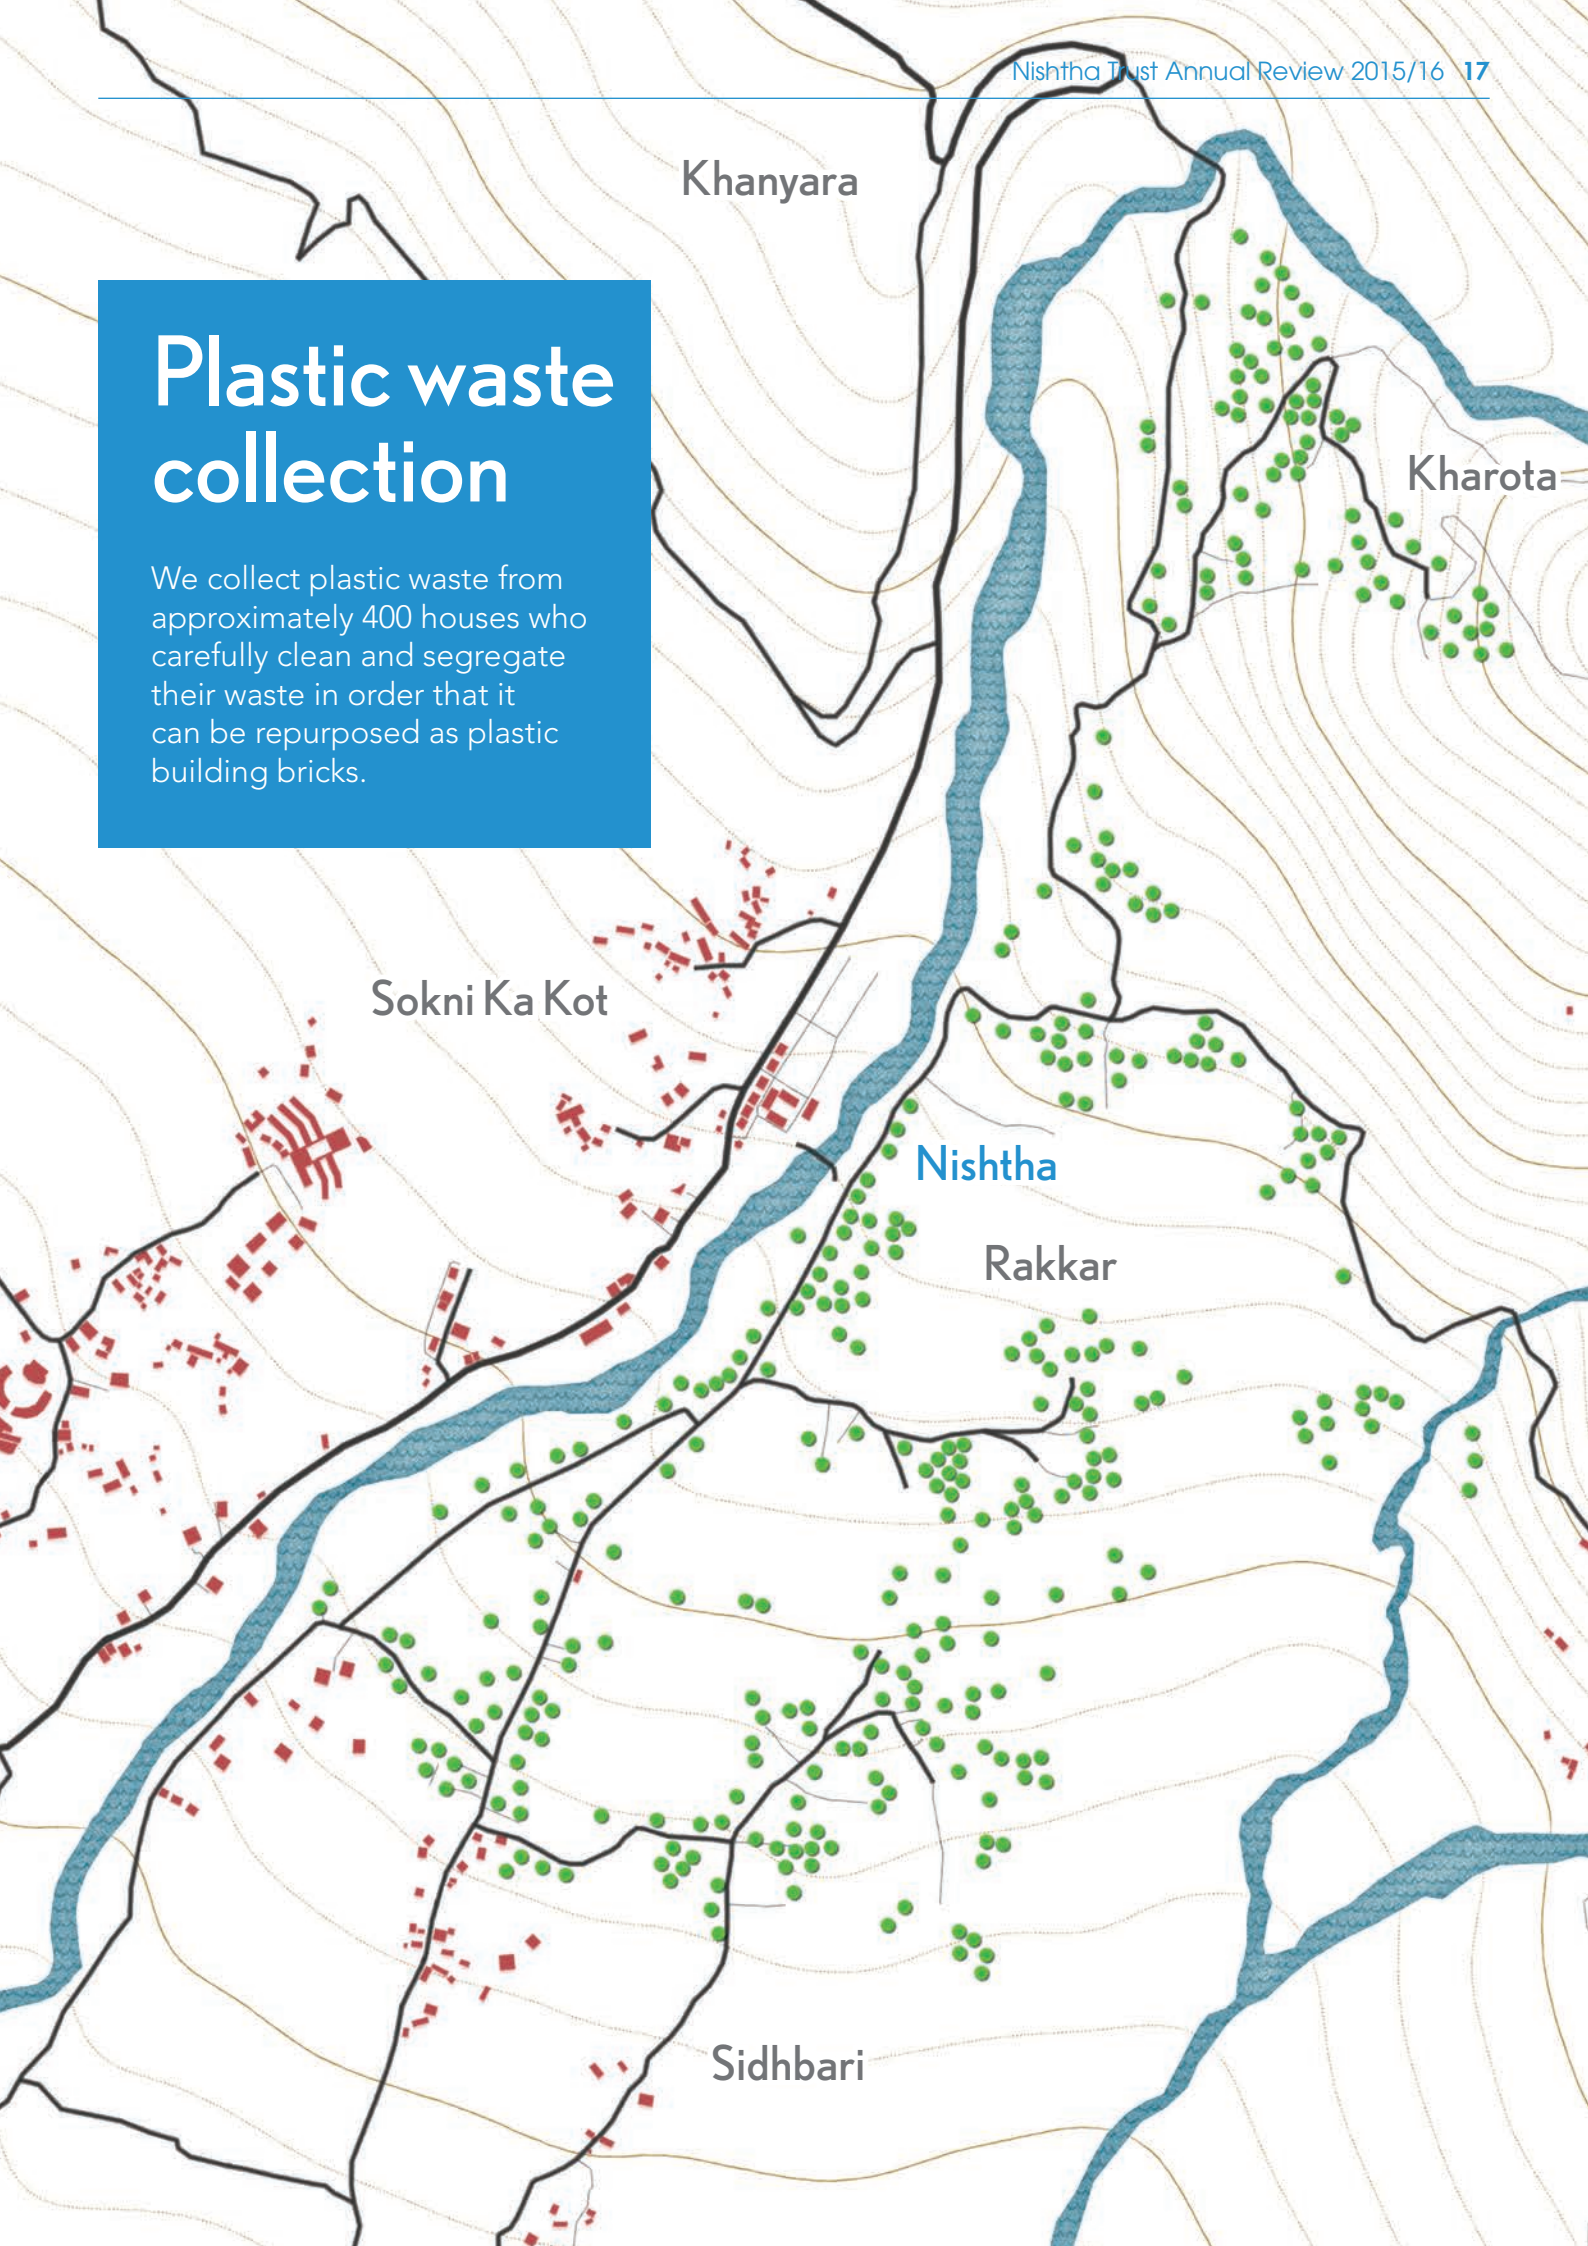 Nishtha Trust Annual Review 2015/16 17
Khanyara
Plastic waste
collection
Kharota
We collect plastic waste from
approximately 400 houses who
carefully clean and segregate
their waste in order that it
can be repurposed as plastic
building bricks.
Sokni Ka Kot
Nishtha
Rakkar
Sidhbari